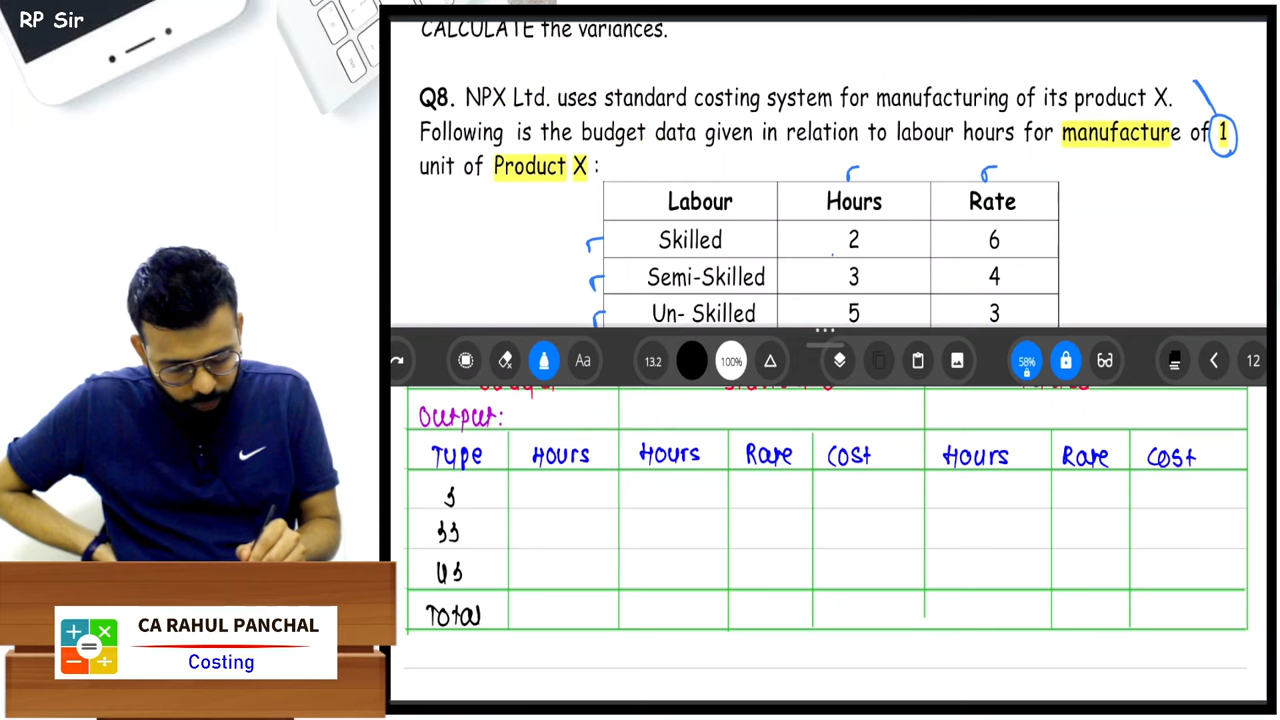 RP Sir
CALCULATE the variances.
Q8. NPX Ltd. uses standard costing system for manufacturing of its product X.
Following is the budget data given in relation to labour hours for manufacture of 1
unit of Product X :
Labour Hours Rate
Skilled 2 6
Semi-Skilled 3 4
Un- Skilled 5 3
Aa 13.2 100% 58% 12
Output:
Type Hours Hours Rate Cost Hours Rate Cost
S
SS
US
Total
CA RAHUL PANCHAL
Costing